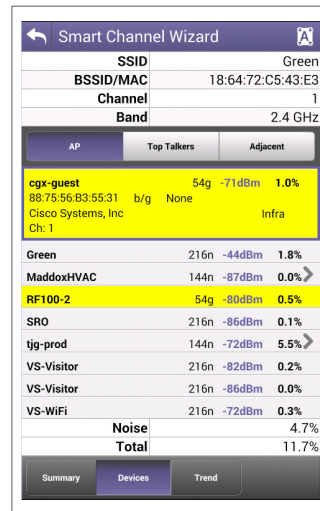 Smart Channel Wizard A
SSID Green
BSSID/MAC 18:64:72:C5:43:E3
Channel 1
Band 2.4 GHz
AP Top Talkers Adjacent
cgx-guest 54g -71dBm 1.0%
88:75:56:B3:55:31 b/g None
Cisco Systems, Inc Infra
Ch: 1
Green 216n -44dBm 1.8%
MaddoxHVAC 144n -87dBm 0.0%
RF100-2 54g -80dBm 0.5%
SRO 216n -86dBm 0.1%
tjg-prod 144n -72dBm 5.5%
VS-Visitor 216n -82dBm 0.2%
VS-Visitor 216n -86dBm 0.0%
VS-WiFi 216n -72dBm 0.3%
Noise 4.7%
Total 11.7%
Summary Devices Trend